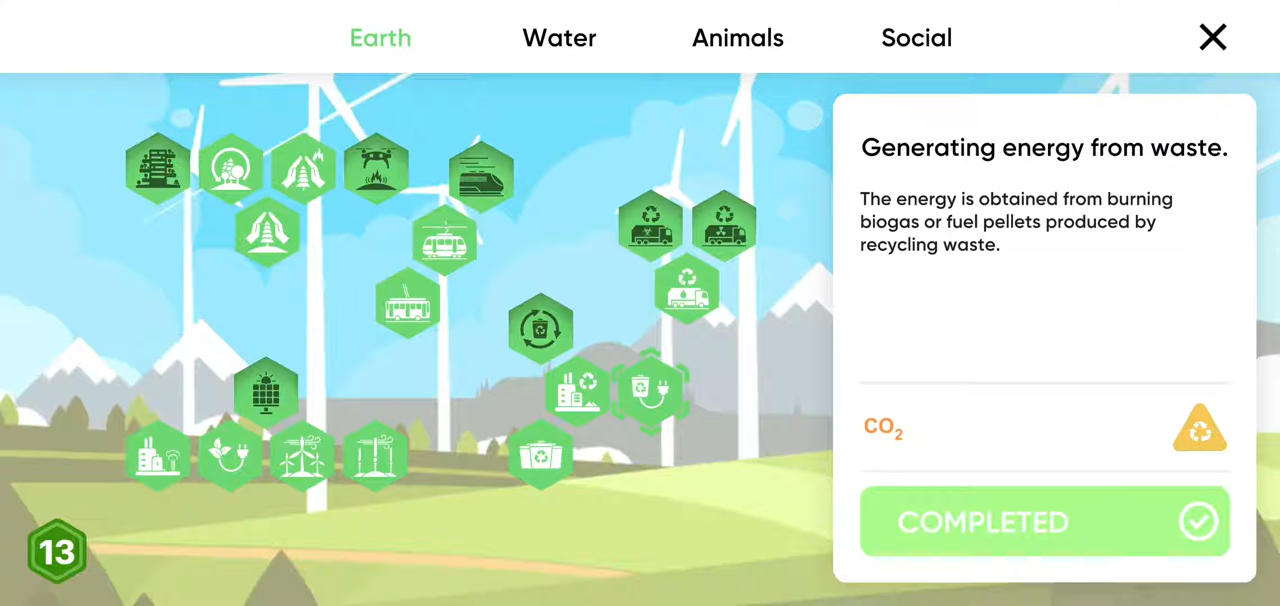 Earth Water Animals Social
Generating energy from waste.
The energy is obtained from burning
biogas or fuel pellets produced by
recycling waste.
CO₂
COMPLETED
13